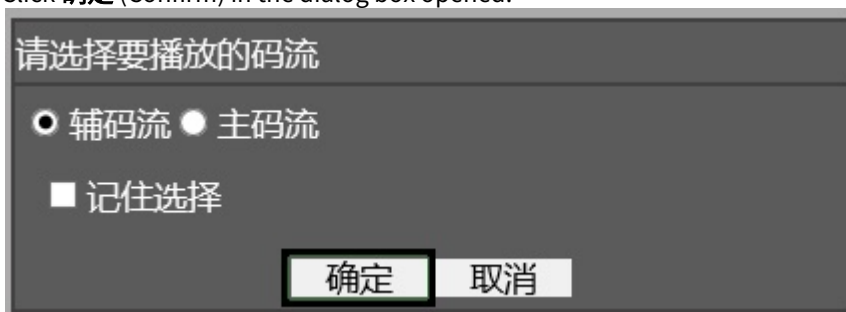 Click 确定 (Confirm) in the dialog box opened.
请选择要播放的码流
辅码流 主码流
记住选择
确定 取消